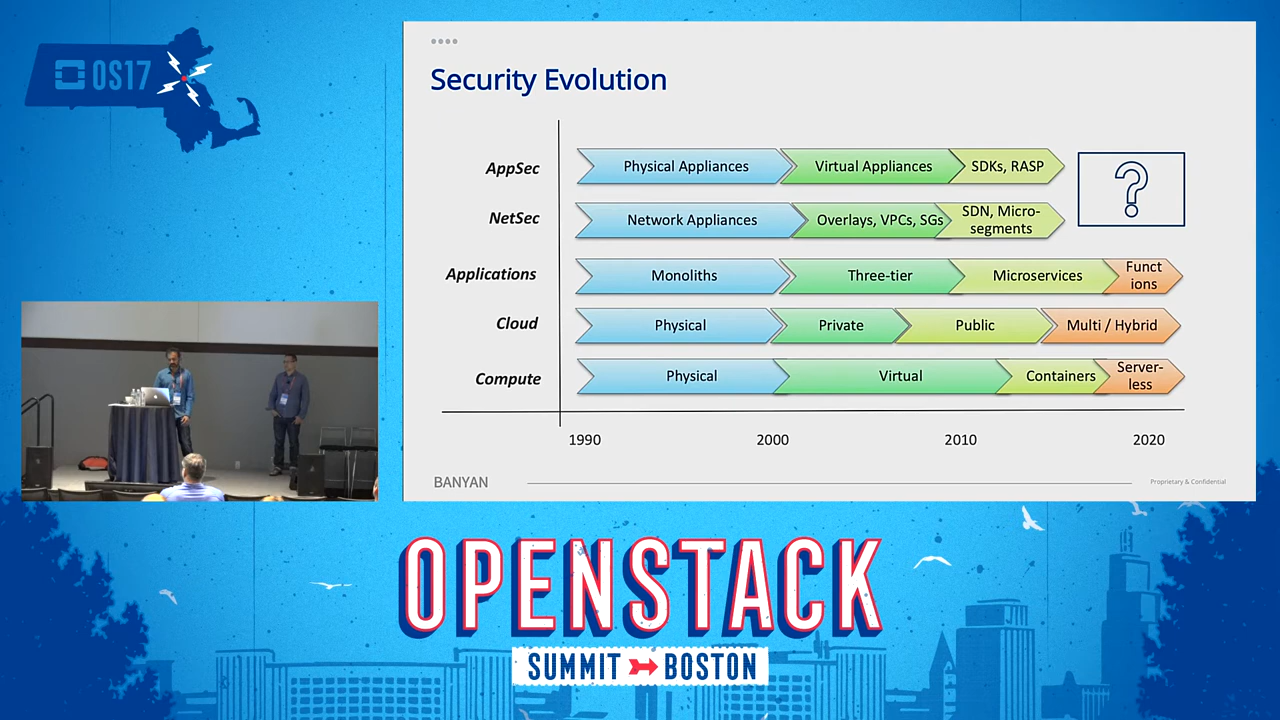 OS17
Security Evolution
AppSec
Physical Appliances
Virtual Appliances
SDKs, RASP
?
NetSec
Network Appliances
Overlays, VPCs, SGs
SDN, Micro-
segments
Applications
Monoliths
Three-tier
Microservices
Funct
ions
Cloud
Physical
Private
Public
Multi / Hybrid
Compute
Physical
Virtual
Containers
Server-
less
1990
2000
2010
2020
BANYAN
Proprietary & Confidential
OPENSTACK
SUMMIT BOSTON